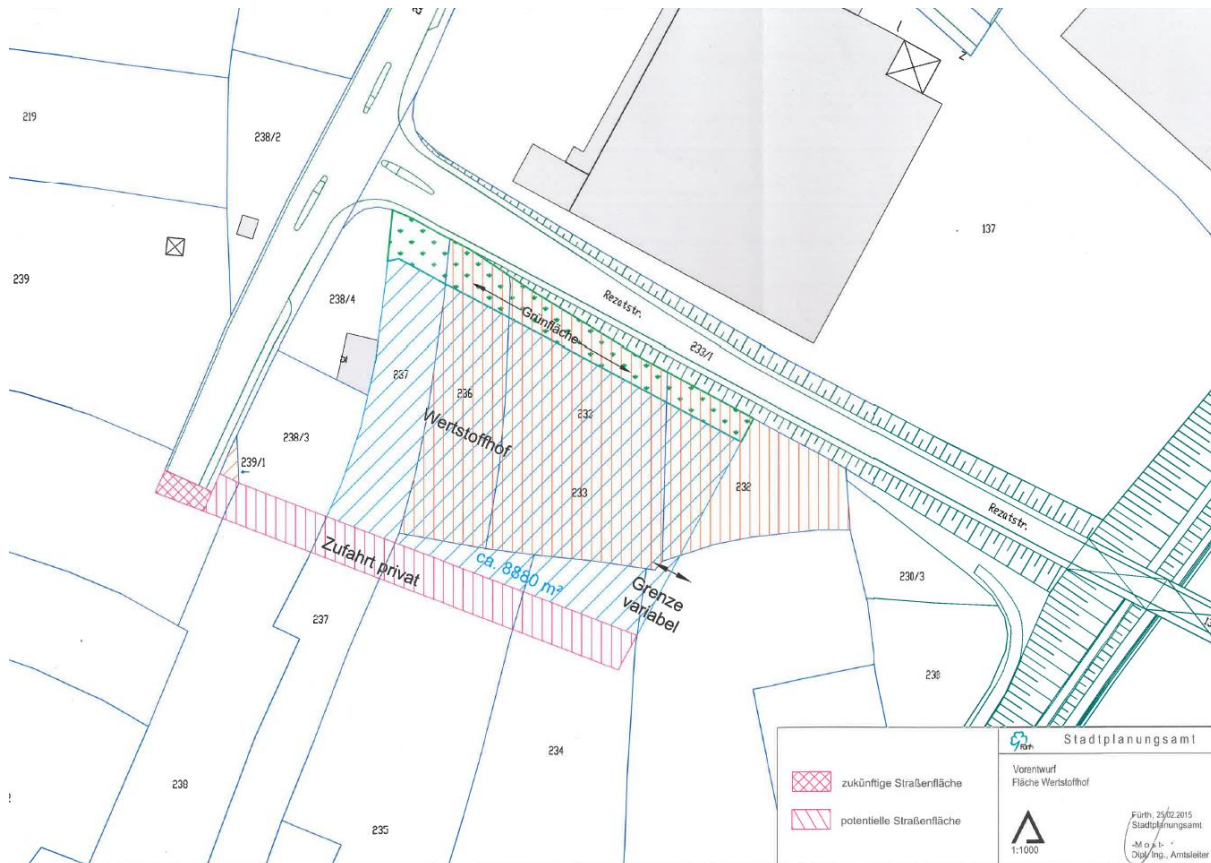 219
238/2
239
137
238/4
Rezatstr.
233/1
Grünfläche
237
236
233
Wertstoffhof
238/3
239/1
233
232
Rezatstr.
Zufahrt privat
ca. 8880 m²
Grenze
variabel
230/3
237
230
234
238
235
zukünftige Straßenfläche
potentielle Straßenfläche
Fürth
Stadtplanungsamt
Vorentwurf
Fläche Wertstoffhof
1:1000
Fürth, 25.02.2015
Stadtplanungsamt
-M o s t-
Dipl. Ing., Amtsleiter